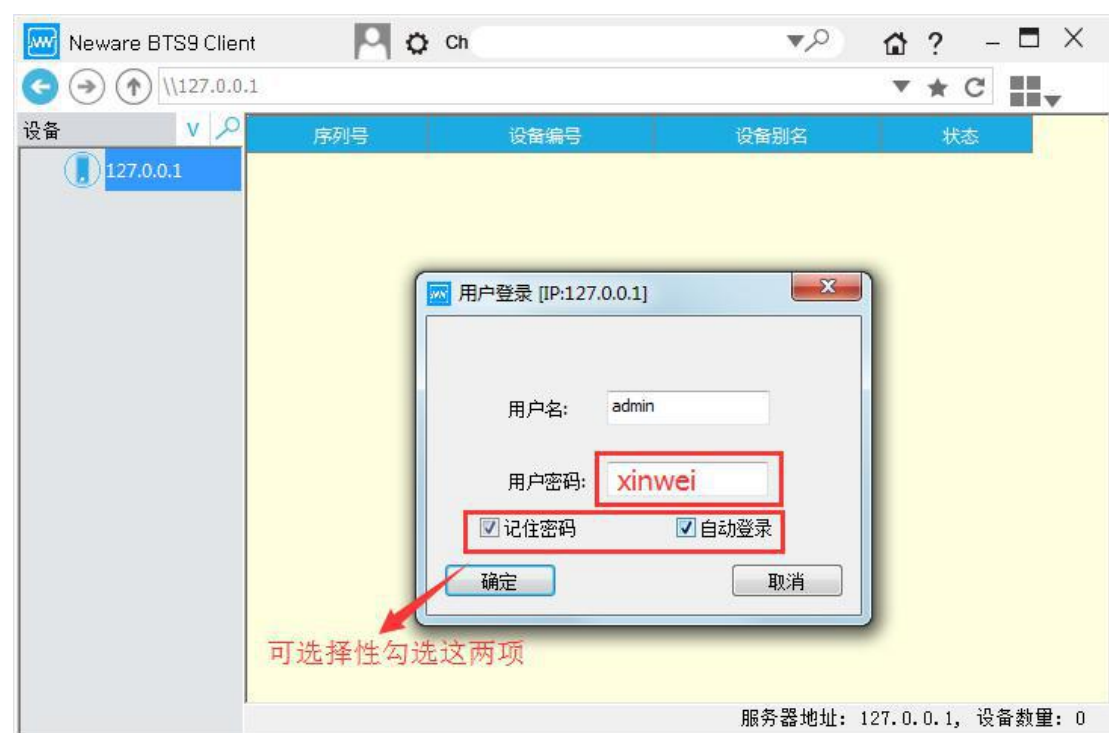 Neware BTS9 Client
Ch
?
\\127.0.0.1
设备 V 序列号 设备编号 设备别名 状态
127.0.0.1
用户登录 [IP:127.0.0.1]
用户名: admin
用户密码: xinwei
记住密码 自动登录
确定 取消
可选择性勾选这两项
服务器地址: 127.0.0.1, 设备数量: 0